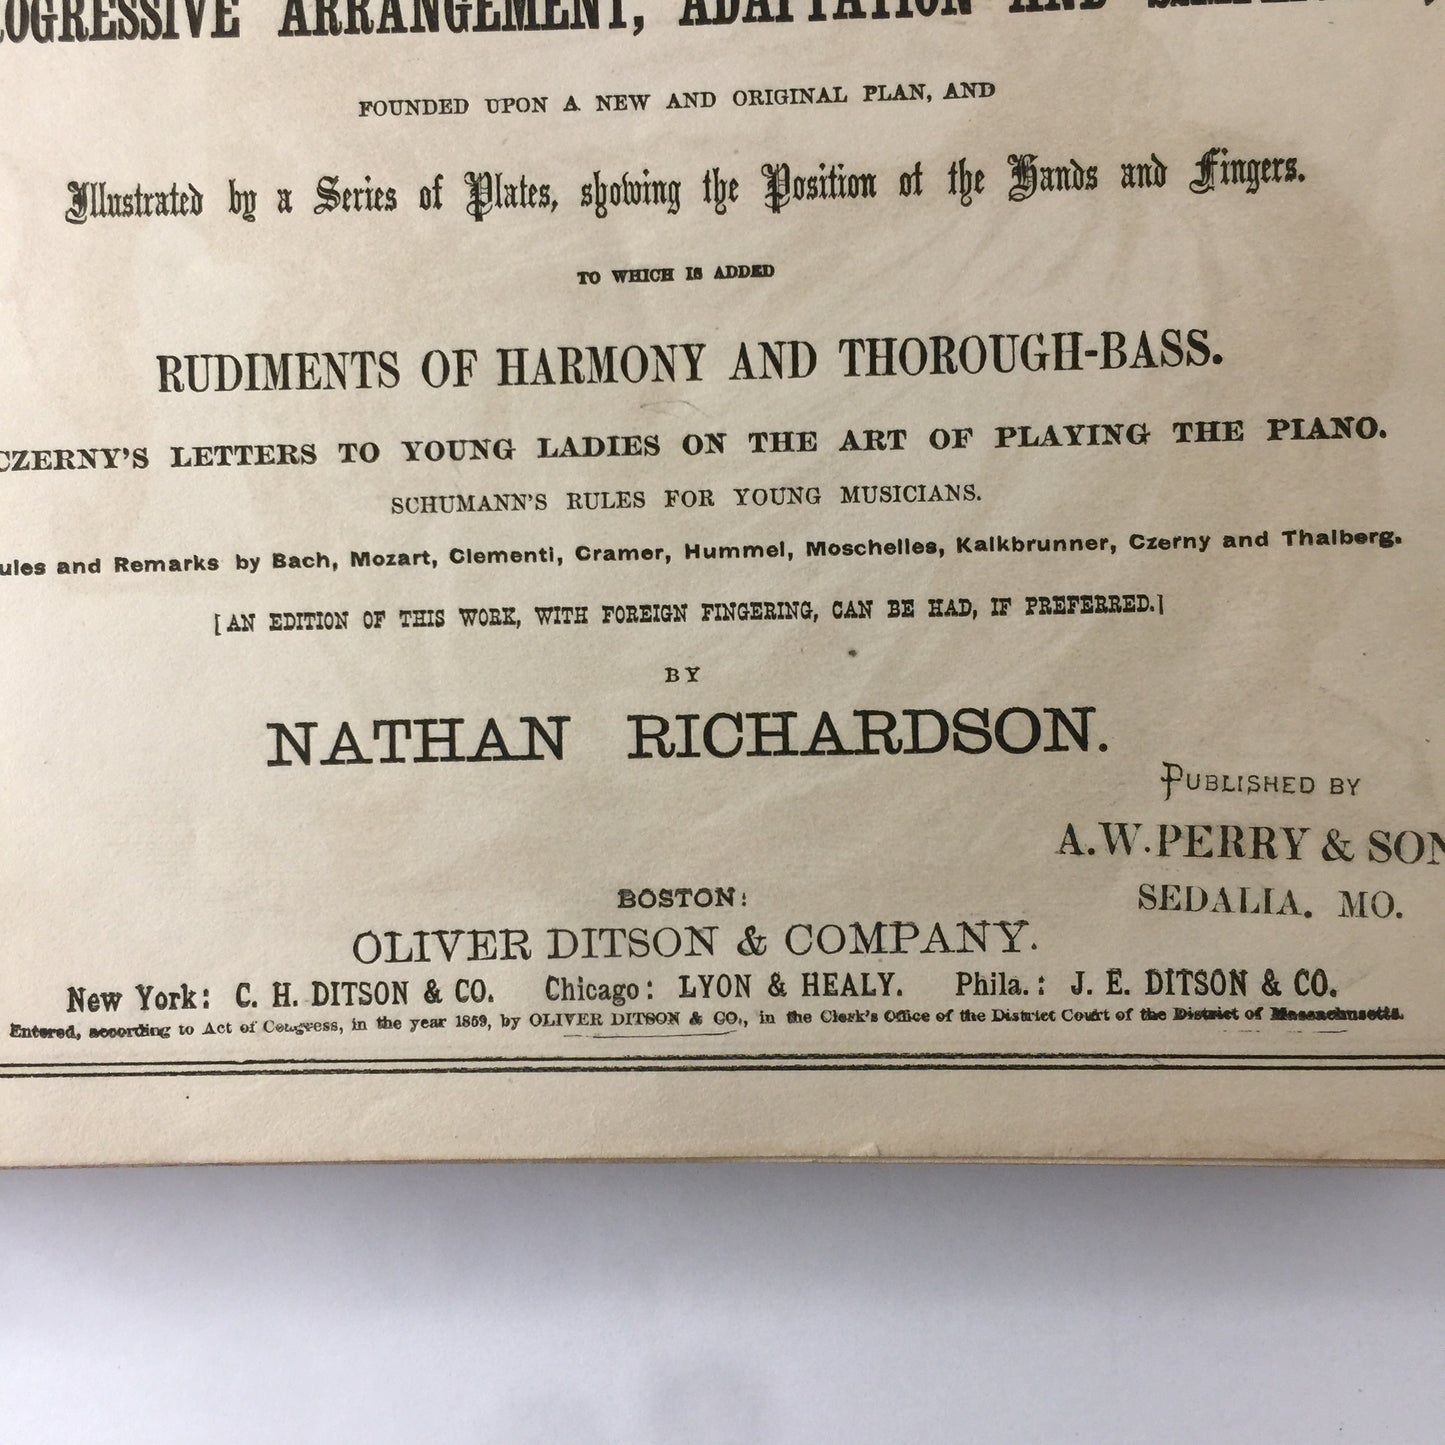 OGRESSIVE ARRANGEMENT, ADAPTATION AND
FOUNDED UPON A NEW AND ORIGINAL PLAN, AND
Illustrated by a Series of Plates, showing the Position ot the Hands and Fingers.
TO WHICH IS ADDED
RUDIMENTS OF HARMONY AND THOROUGH-BASS.
CZERNY'S LETTERS TO YOUNG LADIES ON THE ART OF PLAYING THE PIANO.
SCHUMANN'S RULES FOR YOUNG MUSICIANS.
ules and Remarks by Bach, Mozart, Clementi, Cramer, Hummel, Moschelles, Kalkbrunner, Czerny and Thalberg.
[AN EDITION OF THIS WORK, WITH FOREIGN FINGERING, CAN BE HAD, IF PREFERRED.]
BY
NATHAN RICHARDSON.
PUBLISHED BY
A.W.PERRY & SON
SEDALIA. MO.
BOSTON:
OLIVER DITSON & COMPANY.
New York: C. H. DITSON & CO. Chicago: LYON & HEALY. Phila.: J. E. DITSON & CO.
Entered, according to Act of Congress, in the year 1859, by OLIVER DITSON & CO., in the Clerk's Office of the District Court of the District of Massachusetts.